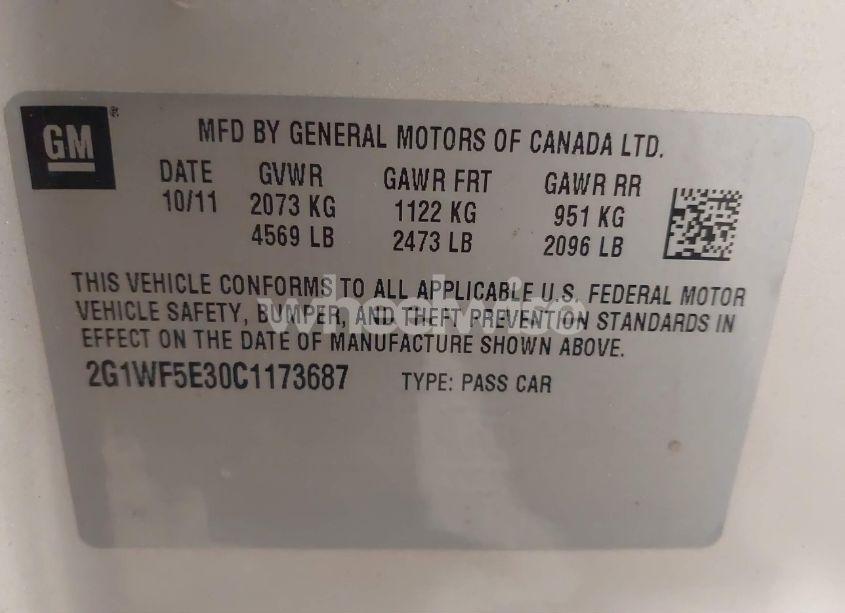 GM®
MFD BY GENERAL MOTORS OF CANADA LTD.
DATE GVWR GAWR FRT GAWR RR
10/11 2073 KG 1122 KG 951 KG
4569 LB 2473 LB 2096 LB
THIS VEHICLE CONFORMS TO ALL APPLICABLE U.S. FEDERAL MOTOR
VEHICLE SAFETY, BUMPER, AND THEFT PREVENTION STANDARDS IN
wheelwire
EFFECT ON THE DATE OF MANUFACTURE SHOWN ABOVE.
2G1WF5E30C1173687 TYPE: PASS CAR